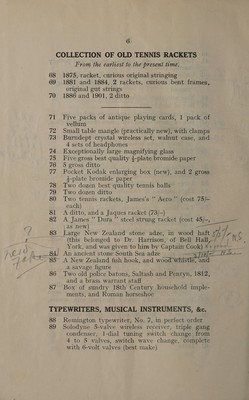 6
COLLECTION OF OLD TENNIS RACKETS
From the earliest to the present time.
68 1875, racket, curious original stringing
69 1881 and 1884, 2 rackets, curious bent frames,
original gut strings
70 1886 and 1901, 2 ditto
71 Five packs of antique playing cards, 1 pack of
vellum
72 Small table mangle (practically new), with clamps
73 Burndept crystal wireless set, walnut case, and
4 sets of headphones
74 Exceptionally large magnifying glass
75 Five gross best quality ½-plate bromide paper
76 5 gross ditto
77 Pocket Kodak enlarging box (new), and 2 gross
½-plate bromide paper
78 Two dozen best quality tennis balls
79 Two dozen ditto
80 Two tennis rackets, James's "Aero" (cost 75/-
each)
81 A ditto, and a Jaques racket (75/-)
82 A James "Dora" steel strung racket (cost 45/-,
as new)
83 Large New Zealand stone adze, in wood haft
(this belonged to Dr. Harrison, of Bell Hall,
York, and was given to him by Captain Cook)
84 An ancient stone South Sea adze
85 A New Zealand fish hook, and wood whistle, and
a savage figure
86 Two old police batons, Saltash and Penryn, 1812,
and a brass warrant staff
87 Box of sundry 18th Century household imple-
ments, and Roman horseshoe
TYPEWRITERS, MUSICAL INSTRUMENTS, &c.
88 Remington typewriter, No. 7, in perfect order
89 Solodyne 5-valve wireless receiver, triple gang
condenser, 1-dial tuning switch change from
4 to 5 valves, switch wave change, complete
with 6-volt valves (best make)